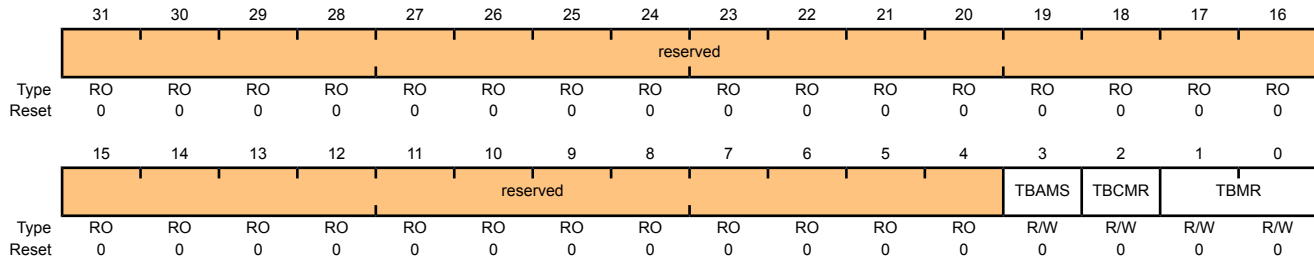 31 30 29 28 27 26 25 24 23 22 21 20 19 18 17 16
reserved
Type RO RO RO RO RO RO RO RO RO RO RO RO RO RO RO RO
Reset 0 0 0 0 0 0 0 0 0 0 0 0 0 0 0 0
15 14 13 12 11 10 9 8 7 6 5 4 3 2 1 0
reserved TBAMS TBCMR TBMR
Type RO RO RO RO RO RO RO RO RO RO RO RO R/W R/W R/W R/W
Reset 0 0 0 0 0 0 0 0 0 0 0 0 0 0 0 0